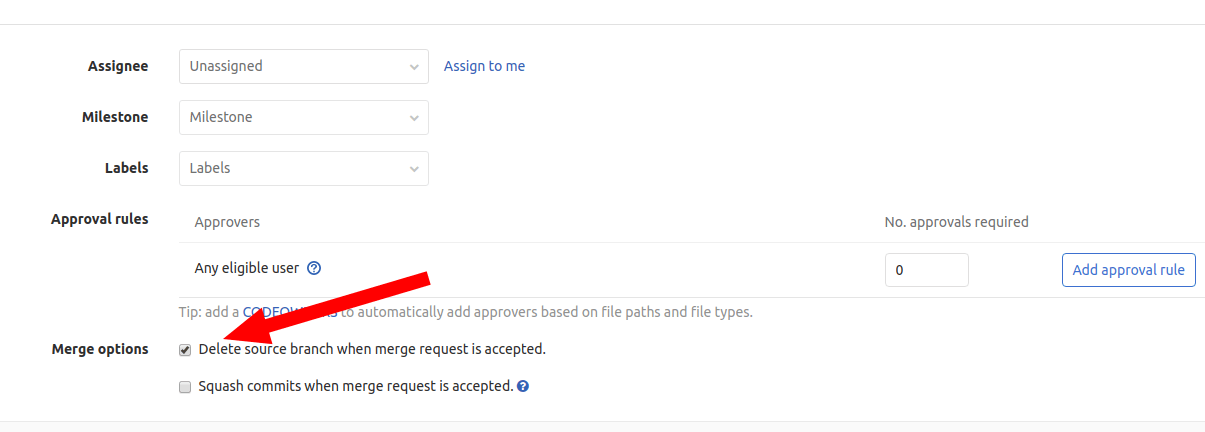 Assignee Unassigned Assign to me
Milestone Milestone
Labels Labels
Approval rules Approvers No. approvals required
Any eligible user 0 Add approval rule
Tip: add a to automatically add approvers based on file paths and file types.
Merge options Delete source branch when merge request is accepted.
Squash commits when merge request is accepted.